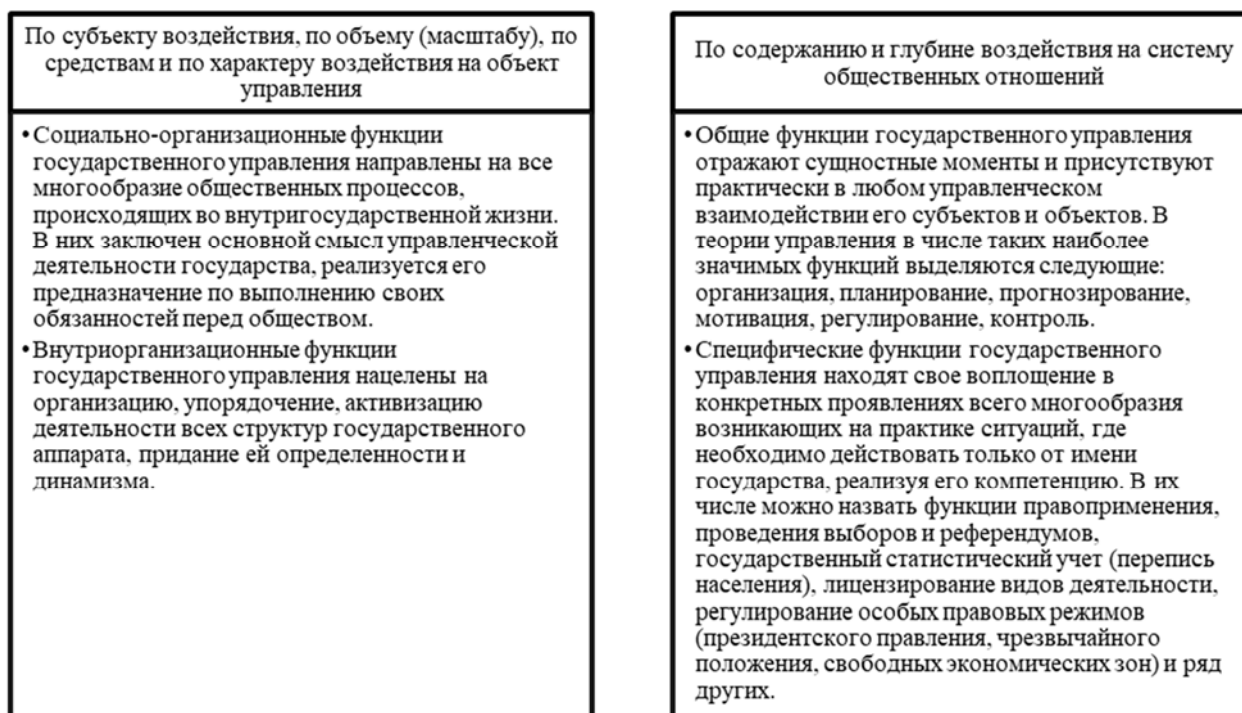 По субъекту воздействия, по объему (масштабу), по
средствам и по характеру воздействия на объект
управления
•Социально-организационные функции
государственного управления направлены на все
многообразие общественных процессов,
происходящих во внутригосударственной жизни.
В них заключен основной смысл управленческой
деятельности государства, реализуется его
предназначение по выполнению своих
обязанностей перед обществом.
•Внутриорганизационные функции
государственного управления нацелены на
организацию, упорядочение, активизацию
деятельности всех структур государственного
аппарата, придание ей определенности и
динамизма.
По содержанию и глубине воздействия на систему
общественных отношений
•Общие функции государственного управления
отражают сущностные моменты и присутствуют
практически в любом управленческом
взаимодействии его субъектов и объектов. В
теории управления в числе таких наиболее
значимых функций выделяются следующие:
организация, планирование, прогнозирование,
мотивация, регулирование, контроль.
•Специфические функции государственного
управления находят свое воплощение в
конкретных проявлениях всего многообразия
возникающих на практике ситуаций, где
необходимо действовать только от имени
государства, реализуя его компетенцию. В их
числе можно назвать функции правоприменения,
проведения выборов и референдумов,
государственный статистический учет (перепись
населения), лицензирование видов деятельности,
регулирование особых правовых режимов
(президентского правления, чрезвычайного
положения, свободных экономических зон) и ряд
других.